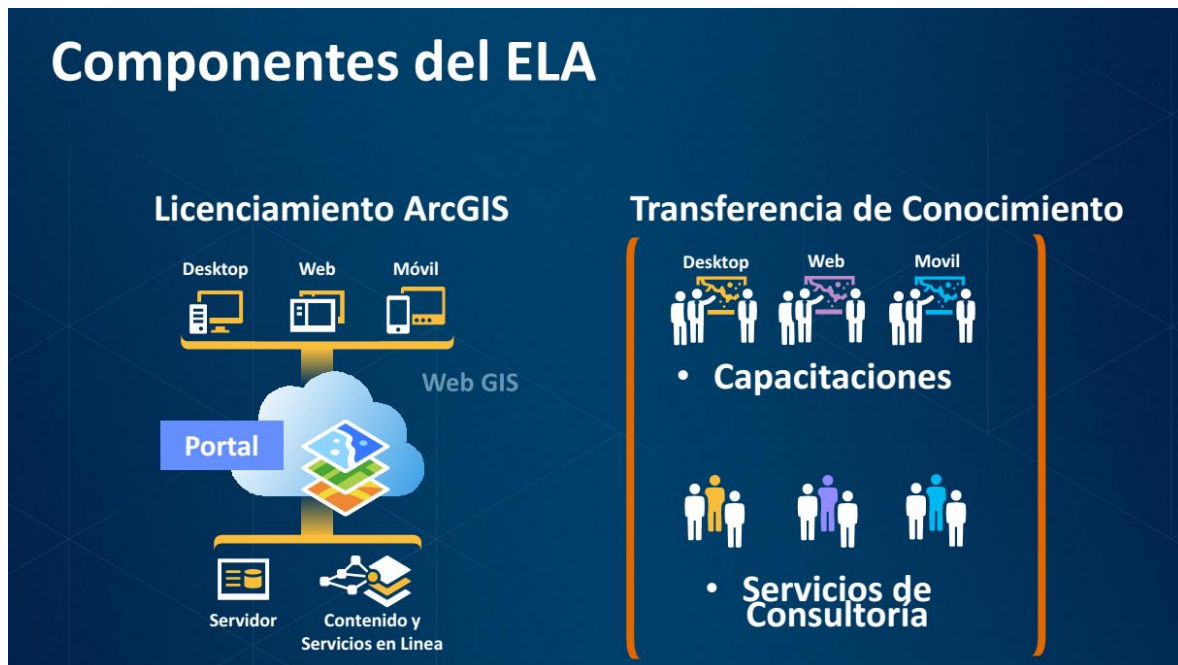 Componentes del ELA
Licenciamiento ArcGIS
Desktop Web Móvil
Web GIS
Portal
Servidor
Contenido y
Servicios en Linea
Transferencia de Conocimiento
Desktop Web Movil
• Capacitaciones
• Servicios de
Consultoría